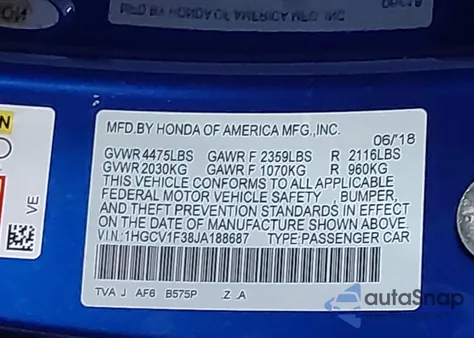 MFD.BY HONDA OF AMERICA MFG.,INC.
06/'18
GVWR 4475LBS GAWR F 2359LBS R 2116LBS
GVWR 2030KG GAWR F 1070KG R 960KG
THIS VEHICLE CONFORMS TO ALL APPLICABLE
FEDERAL MOTOR VEHICLE SAFETY , BUMPER,
AND THEFT PREVENTION STANDARDS IN EFFECT
ON THE DATE OF MANUFACTURE SHOWN ABOVE.
VIN:1HGCV1F38JA188687 TYPE:PASSENGER CAR
TVA J AF6 B575P .Z .A
VE
autoSnap